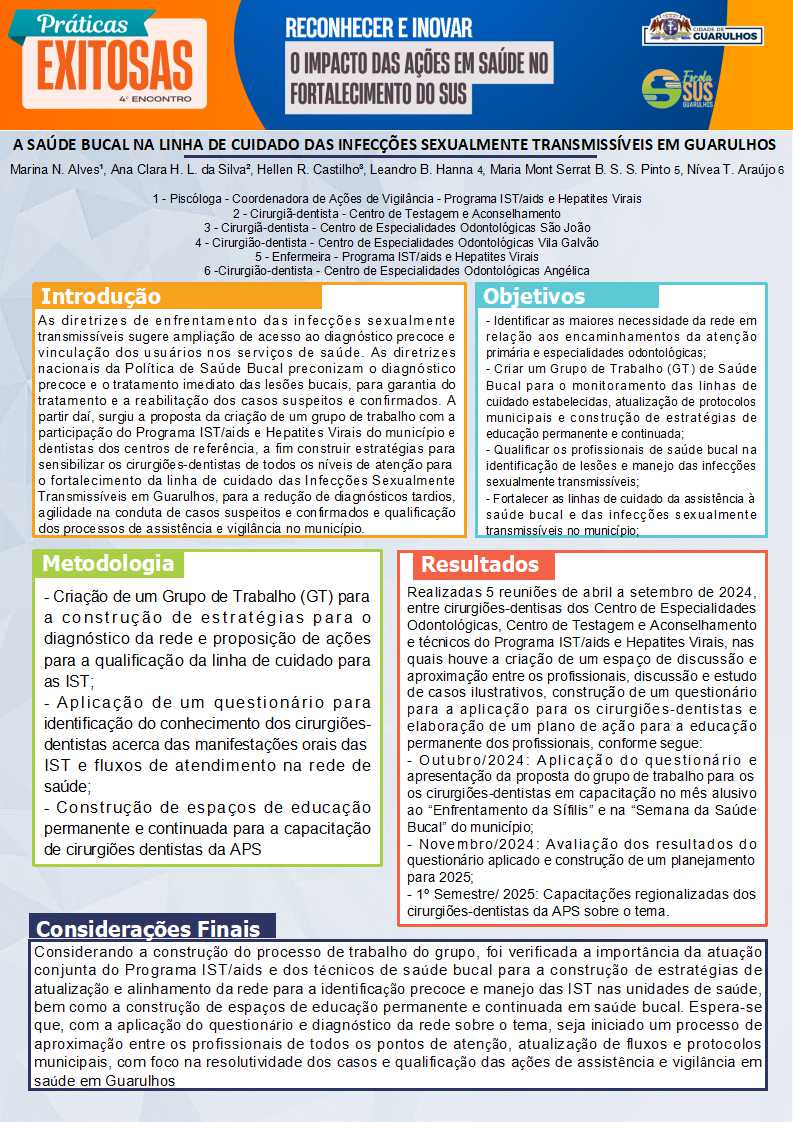 Práticas
EXITOSAS
4º ENCONTRO
RECONHECER E INOVAR
O IMPACTO DAS AÇÕES EM SAÚDE NO
FORTALECIMENTO DO SUS
CIDADE DE
GUARULHOS
Escola
SUS
GUARULHOS
A SAÚDE BUCAL NA LINHA DE CUIDADO DAS INFECÇÕES SEXUALMENTE TRANSMISSÍVEIS EM GUARULHOS
Marina N. Alves¹, Ana Clara H. L. da Silva², Hellen R. Castilho³, Leandro B. Hanna 4, Maria Mont Serrat B. S. S. Pinto 5, Nívea T. Araújo 6
1 - Piscóloga - Coordenadora de Ações de Vigilância - Programa IST/aids e Hepatites Virais
2 - Cirurgiã-dentista - Centro de Testagem e Aconselhamento
3 - Cirurgiã-dentista - Centro de Especialidades Odontológicas São João
4 - Cirurgião-dentista - Centro de Especialidades Odontológicas Vila Galvão
5 - Enfermeira - Programa IST/aids e Hepatites Virais
6 -Cirurgião-dentista - Centro de Especialidades Odontológicas Angélica
Introdução
As diretrizes de enfrentamento das infecções sexualmente
transmissíveis sugere ampliação de acesso ao diagnóstico precoce e
vinculação dos usuários nos serviços de saúde. As diretrizes
nacionais da Política de Saúde Bucal preconizam o diagnóstico
precoce e o tratamento imediato das lesões bucais, para garantia do
tratamento e a reabilitação dos casos suspeitos e confirmados. A
partir daí, surgiu a proposta da criação de um grupo de trabalho com a
participação do Programa IST/aids e Hepatites Virais do município e
dentistas dos centros de referência, a fim construir estratégias para
sensibilizar os cirurgiões-dentistas de todos os níveis de atenção para
o fortalecimento da linha de cuidado das Infecções Sexualmente
Transmissíveis em Guarulhos, para a redução de diagnósticos tardios,
agilidade na conduta de casos suspeitos e confirmados e qualificação
dos processos de assistência e vigilância no município.
Objetivos
- Identificar as maiores necessidade da rede em
relação aos encaminhamentos da atenção
primária e especialidades odontológicas;
- Criar um Grupo de Trabalho (GT) de Saúde
Bucal para o monitoramento das linhas de
cuidado estabelecidas, atualização de protocolos
municipais e construção de estratégias de
educação permanente e continuada;
- Qualificar os profissionais de saúde bucal na
identificação de lesões e manejo das infecções
sexualmente transmissíveis;
- Fortalecer as linhas de cuidado da assistência à
saúde bucal e das infecções sexualmente
transmissíveis no município;
Metodologia
- Criação de um Grupo de Trabalho (GT) para
a construção de estratégias para o
diagnóstico da rede e proposição de ações
para a qualificação da linha de cuidado para
as IST;
- Aplicação de um questionário para
identificação do conhecimento dos cirurgiões-
dentistas acerca das manifestações orais das
IST e fluxos de atendimento na rede de
saúde;
- Construção de espaços de educação
permanente e continuada para a capacitação
de cirurgiões dentistas da APS
Resultados
Realizadas 5 reuniões de abril a setembro de 2024,
entre cirurgiões-dentisas dos Centro de Especialidades
Odontológicas, Centro de Testagem e Aconselhamento
e técnicos do Programa IST/aids e Hepatites Virais, nas
quais houve a criação de um espaço de discussão e
aproximação entre os profissionais, discussão e estudo
de casos ilustrativos, construção de um questionário
para a aplicação para os cirurgiões-dentistas e
elaboração de um plano de ação para a educação
permanente dos profissionais, conforme segue:
- Outubro/2024: Aplicação do questionário e
apresentação da proposta do grupo de trabalho para os
os cirurgiões-dentistas em capacitação no mês alusivo
ao “Enfrentamento da Sífilis” e na “Semana da Saúde
Bucal” do município;
- Novembro/2024: Avaliação dos resultados do
questionário aplicado e construção de um planejamento
para 2025;
- 1º Semestre/ 2025: Capacitações regionalizadas dos
cirurgiões-dentistas da APS sobre o tema.
Considerações Finais
Considerando a construção do processo de trabalho do grupo, foi verificada a importância da atuação
conjunta do Programa IST/aids e dos técnicos de saúde bucal para a construção de estratégias de
atualização e alinhamento da rede para a identificação precoce e manejo das IST nas unidades de saúde,
bem como a construção de espaços de educação permanente e continuada em saúde bucal. Espera-se
que, com a aplicação do questionário e diagnóstico da rede sobre o tema, seja iniciado um processo de
aproximação entre os profissionais de todos os pontos de atenção, atualização de fluxos e protocolos
municipais, com foco na resolutividade dos casos e qualificação das ações de assistência e vigilância em
saúde em Guarulhos